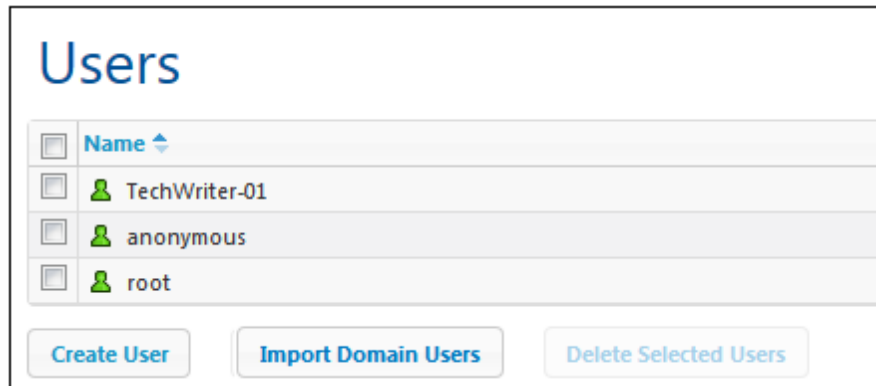 Users
Name
TechWriter-01
anonymous
root
Create User Import Domain Users Delete Selected Users